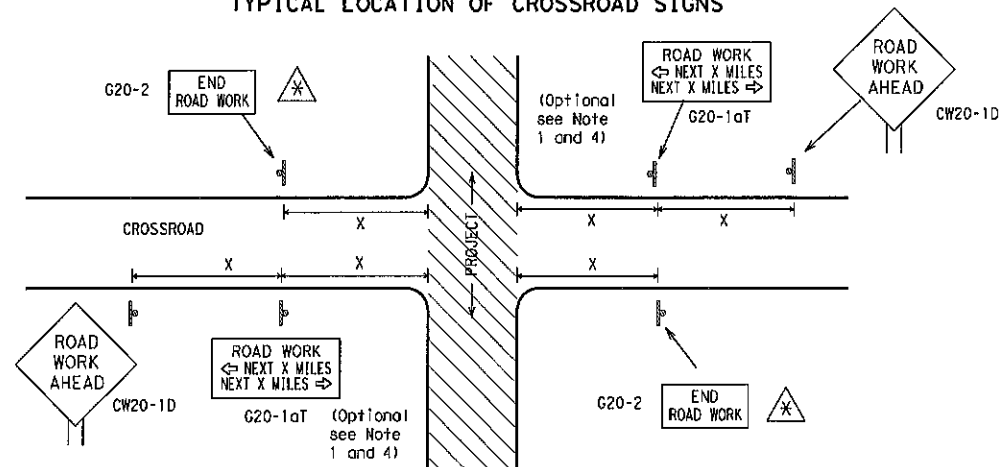 TYPICAL LOCATION OF CROSSROAD SIGNS
G20-2
END
ROAD WORK
*
(Optional
see Note
1 and 4)
ROAD WORK
⇦ NEXT X MILES
NEXT X MILES ⇨
G20-1aT
ROAD
WORK
AHEAD
CW20-1D
X
X
X
CROSSROAD
PROJECT
X
X
X
ROAD
WORK
AHEAD
CW20-1D
ROAD WORK
⇦ NEXT X MILES
NEXT X MILES ⇨
G20-1aT
(Optional
see Note
1 and 4)
G20-2
END
ROAD WORK
*